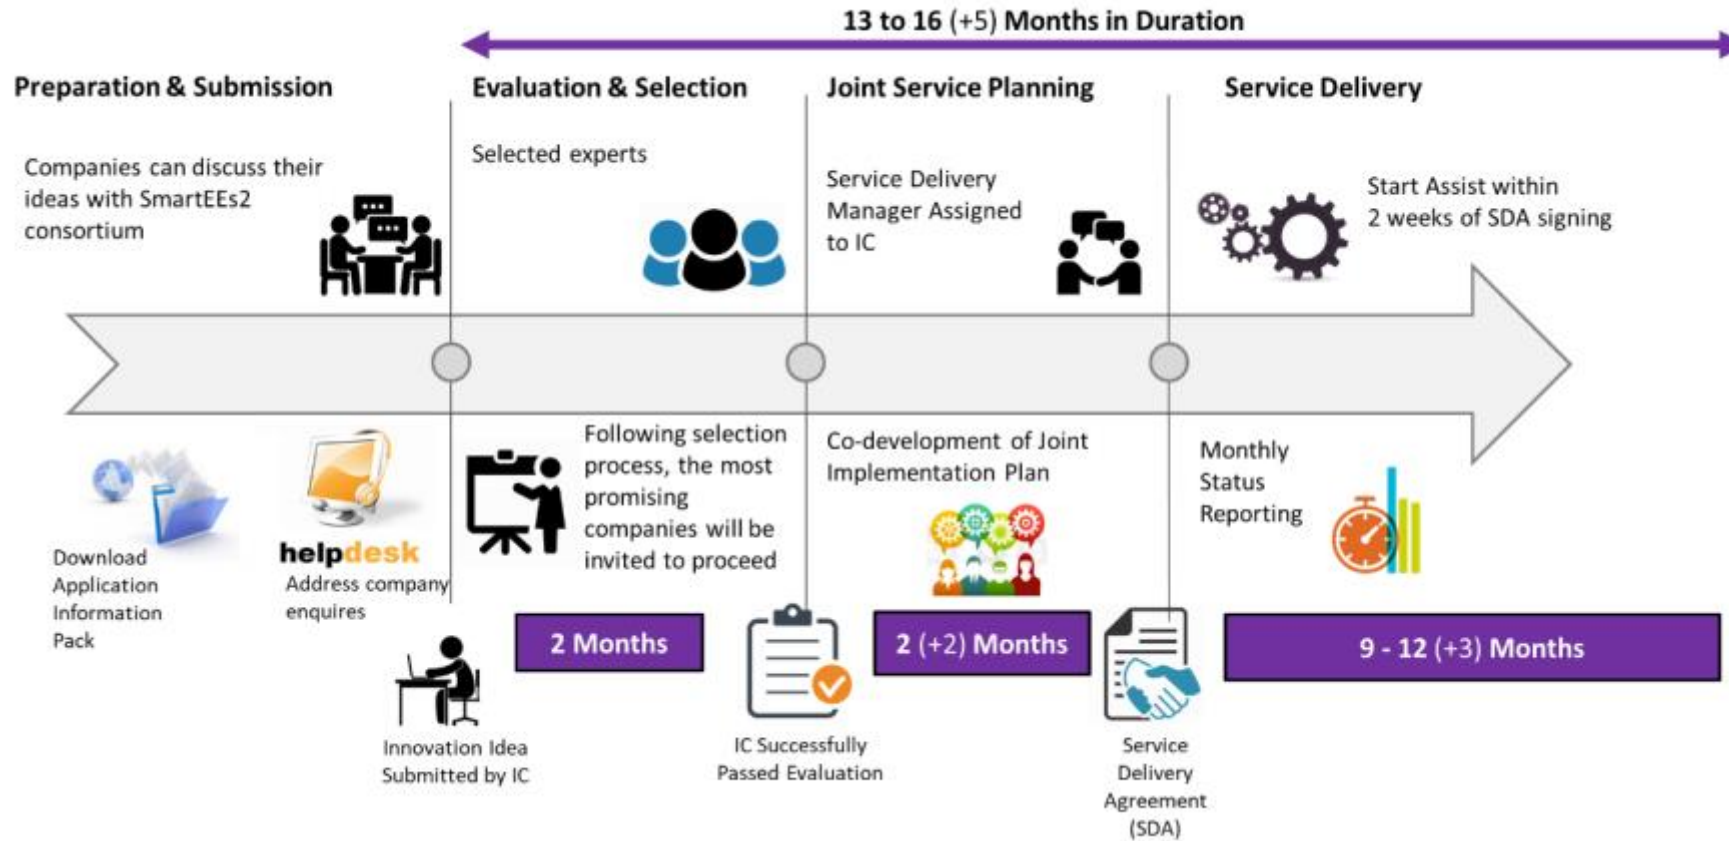 13 to 16 (+5) Months in Duration
Preparation & Submission
Evaluation & Selection
Joint Service Planning
Service Delivery
Companies can discuss their
ideas with SmartEEs2
consortium
Selected experts
Service Delivery
Manager Assigned
to IC
Start Assist within
2 weeks of SDA signing
Download
Application
Information
Pack
helpdesk
Address company
enquires
Following selection
process, the most
promising
companies will be
invited to proceed
Co-development of Joint
Implementation Plan
Monthly
Status
Reporting
2 Months
2 (+2) Months
9 - 12 (+3) Months
Innovation Idea
Submitted by IC
IC Successfully
Passed Evaluation
Service
Delivery
Agreement
(SDA)